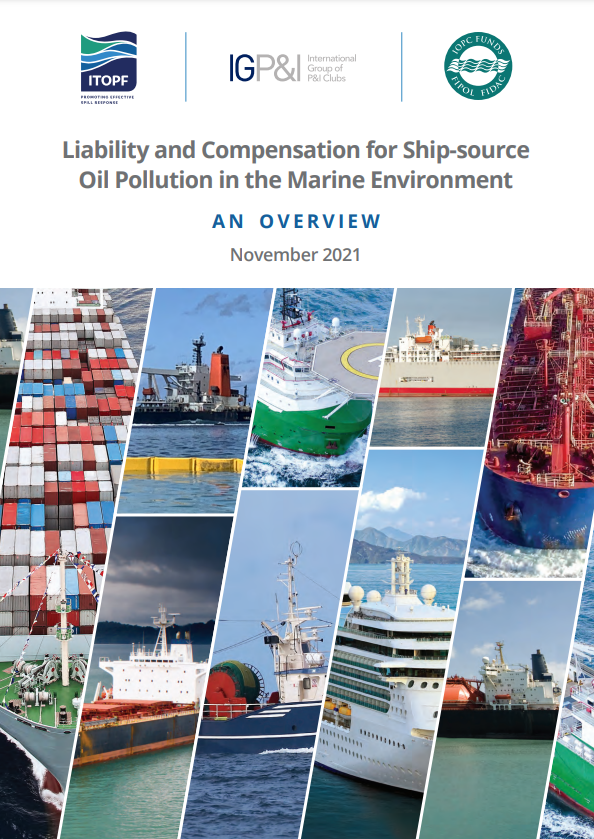 ITOPF
PROMOTING EFFECTIVE
SPILL RESPONSE
IGP&I
International
Group of
P&I Clubs
IOPC FUNDS
FIPOL FIDAC
Liability and Compensation for Ship-source
Oil Pollution in the Marine Environment
AN OVERVIEW
November 2021